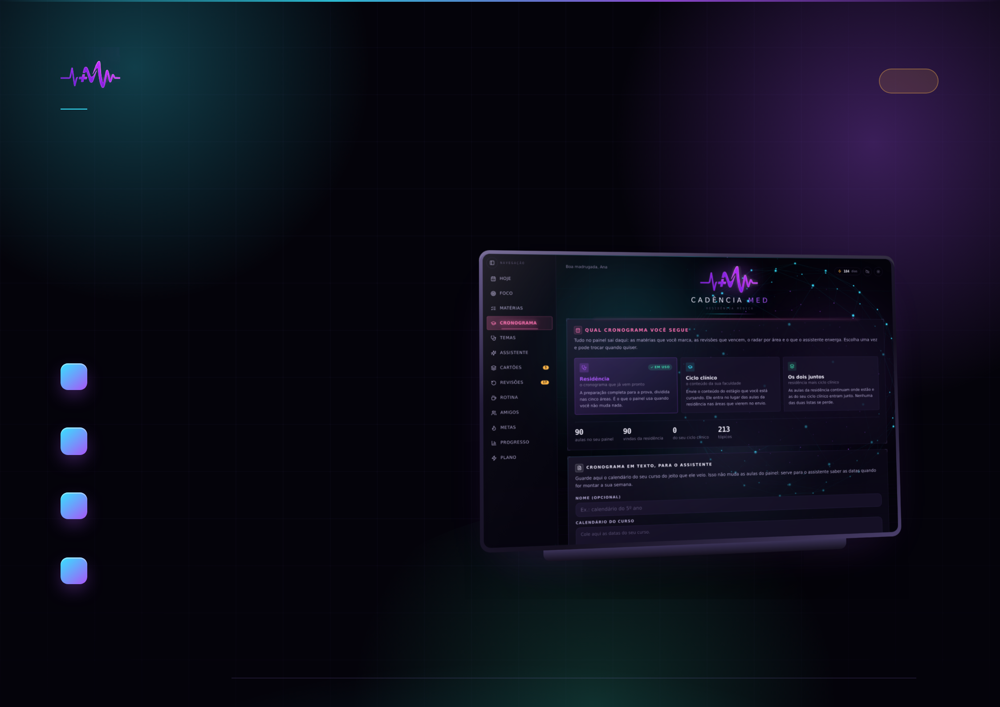 NAVEGAÇÃO
HOJE
FOCO
MATÉRIAS
CRONOGRAMA
TEMAS
ASSISTENTE
CARTÕES 5
REVISÕES 17
ROTINA
AMIGOS
METAS
PROGRESSO
PLANO
Boa madrugada, Ana
184 dias
CADÊNCIA MED
RESIDÊNCIA MÉDICA
QUAL CRONOGRAMA VOCÊ SEGUE
Tudo no painel sai daqui: as matérias que você marca, as revisões que vencem, o radar por área e o que o assistente enxerga. Escolha uma vez
e pode trocar quando quiser.
EM USO
Residência
o cronograma que já vem pronto
A preparação completa para a prova, dividida
nas cinco áreas. É o que o painel usa quando
você não muda nada.
Ciclo clínico
o conteúdo da sua faculdade
Envie o conteúdo do estágio que você está
cursando. Ele entra no lugar das aulas da
residência nas áreas que vierem no envio.
Os dois juntos
residência mais ciclo clínico
As aulas da residência continuam onde estão e
as do seu ciclo clínico entram junto. Nenhuma
das duas listas se perde.
90
aulas no seu painel
90
vindas da residência
0
do seu ciclo clínico
213
tópicos
CRONOGRAMA EM TEXTO, PARA O ASSISTENTE
Guarde aqui o calendário do seu curso do jeito que ele veio. Isso não muda as aulas do painel: serve para o assistente saber as datas quando
for montar a sua semana.
NOME (OPCIONAL)
Ex.: calendário do 5º ano
CALENDÁRIO DO CURSO
Cole aqui as datas do seu curso.